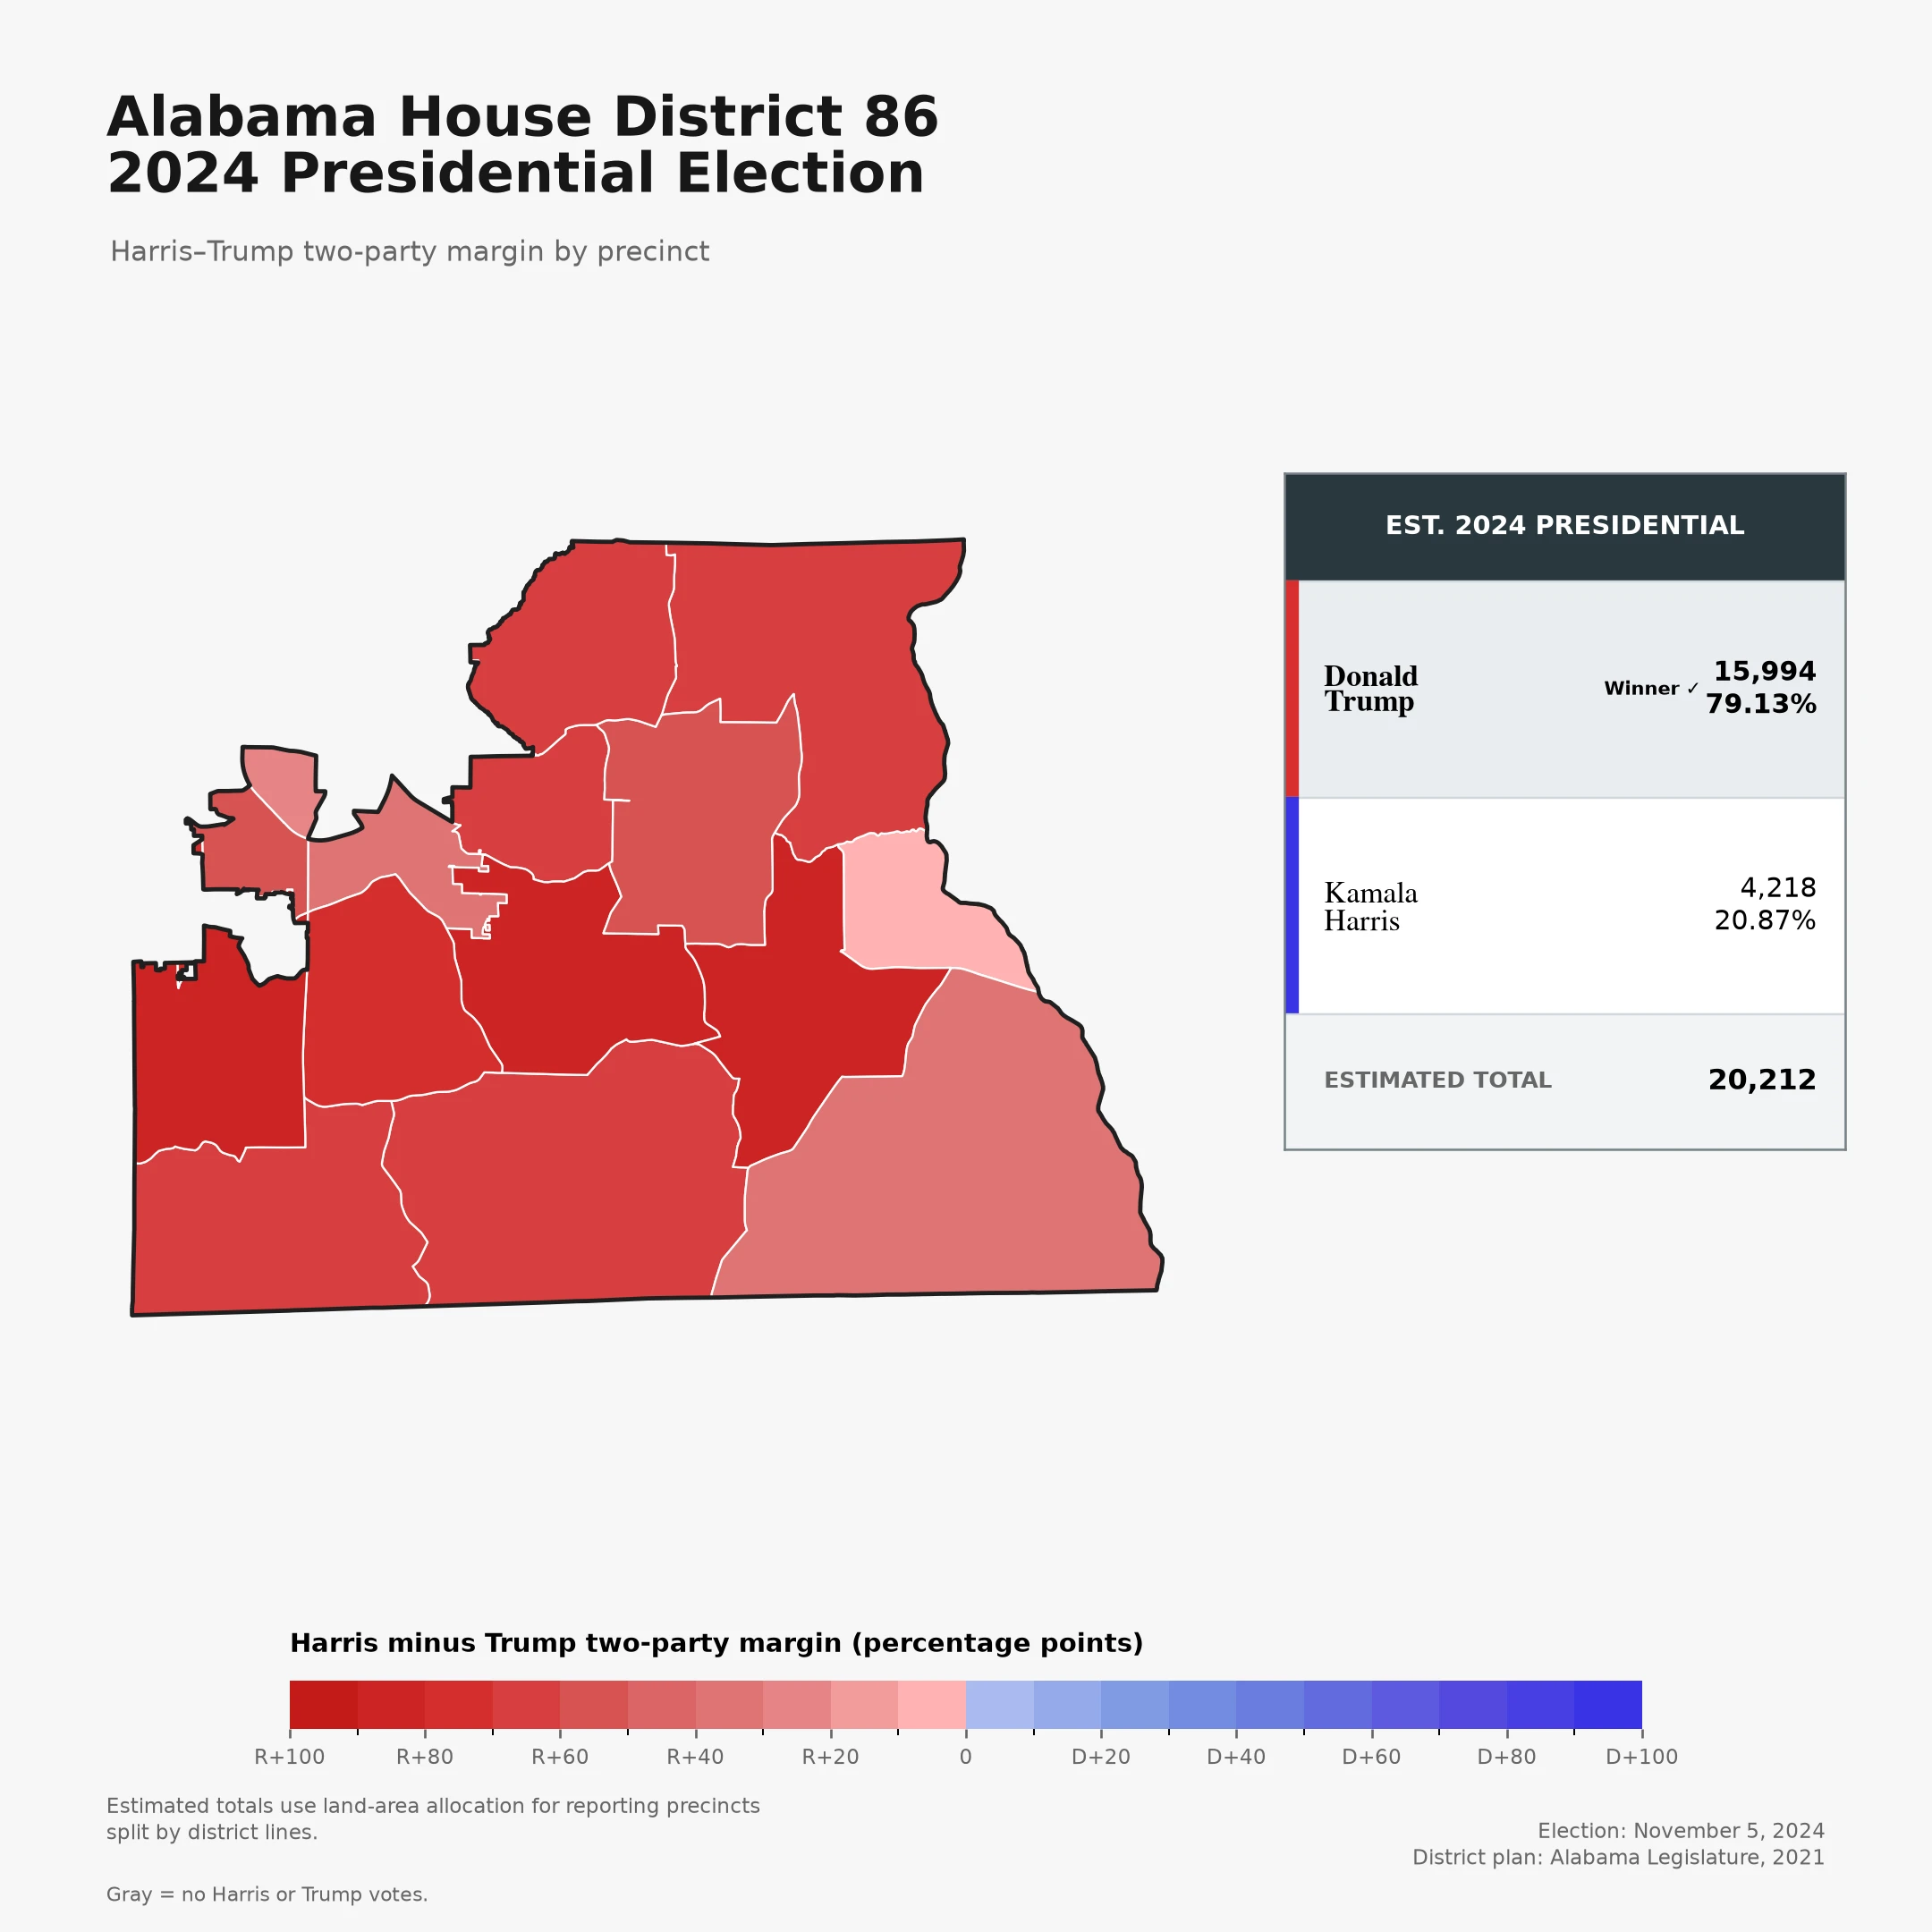 Alabama House District 86
2024 Presidential Election
Harris–Trump two-party margin by precinct
EST. 2024 PRESIDENTIAL
Donald
Trump
Winner ✓
15,994
79.13%
Kamala
Harris
4,218
20.87%
ESTIMATED TOTAL
20,212
Harris minus Trump two-party margin (percentage points)
R+100 R+80 R+60 R+40 R+20 0 D+20 D+40 D+60 D+80 D+100
Estimated totals use land-area allocation for reporting precincts
split by district lines.
Gray = no Harris or Trump votes.
Election: November 5, 2024
District plan: Alabama Legislature, 2021